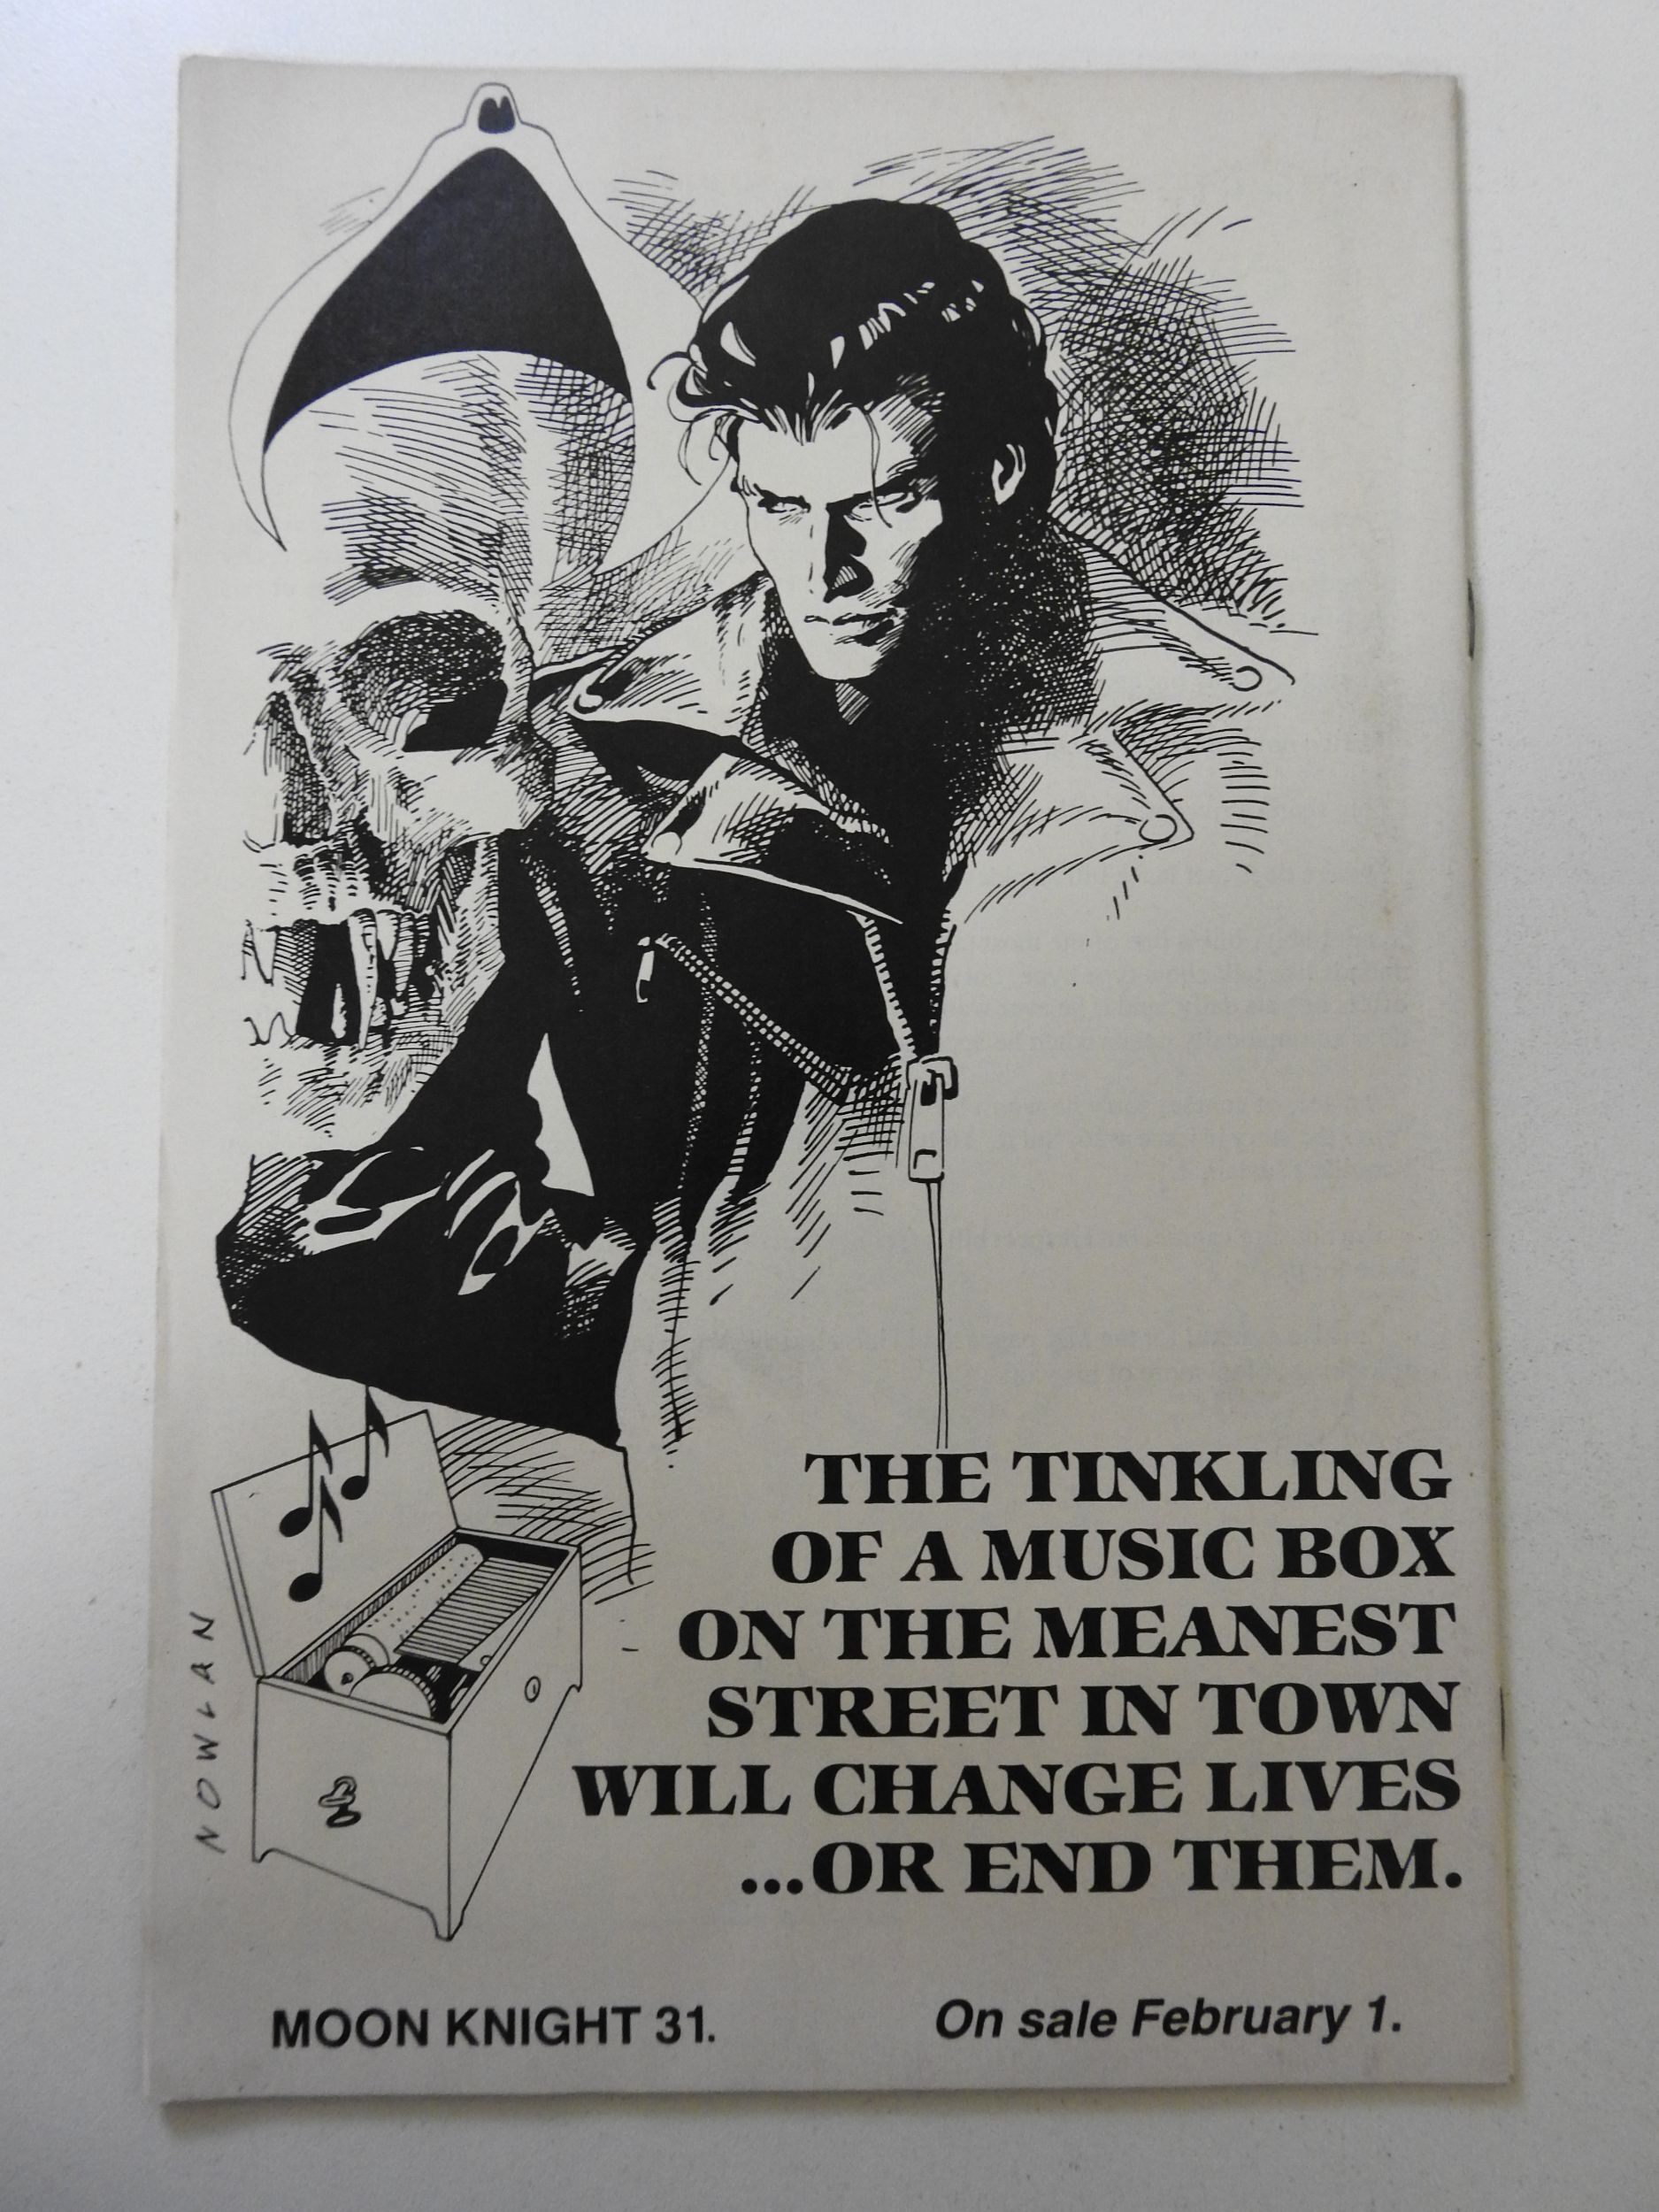 THE TINKLING
OF A MUSIC BOX
ON THE MEANEST
STREET IN TOWN
WILL CHANGE LIVES
...OR END THEM.
NOWLAN
MOON KNIGHT 31.
On sale February 1.